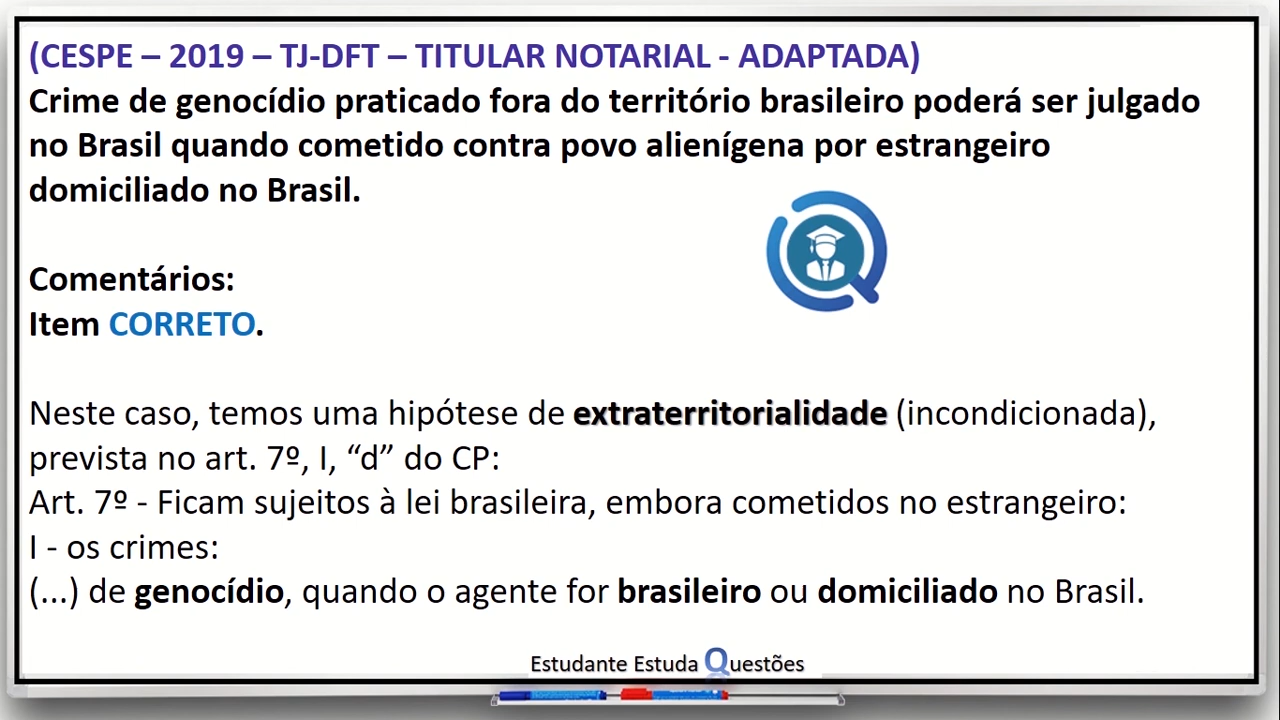 (CESPE – 2019 – TJ-DFT – TITULAR NOTARIAL - ADAPTADA)
Crime de genocídio praticado fora do território brasileiro poderá ser julgado
no Brasil quando cometido contra povo alienígena por estrangeiro
domiciliado no Brasil.
Comentários:
Item CORRETO.
Neste caso, temos uma hipótese de extraterritorialidade (incondicionada),
prevista no art. 7º, I, “d” do CP:
Art. 7º - Ficam sujeitos à lei brasileira, embora cometidos no estrangeiro:
I - os crimes:
(...) de genocídio, quando o agente for brasileiro ou domiciliado no Brasil.
Estudante Estuda Questões